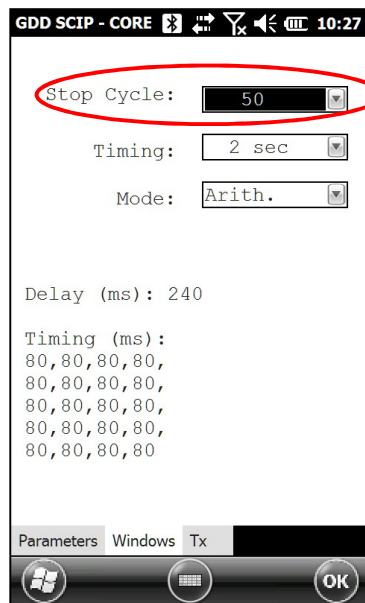 GDD SCIP - CORE 10:27
Stop Cycle: 50
Timing: 2 sec
Mode: Arith.
Delay (ms): 240
Timing (ms):
80,80,80,80,
80,80,80,80,
80,80,80,80,
80,80,80,80,
80,80,80,80
Parameters Windows Tx
OK